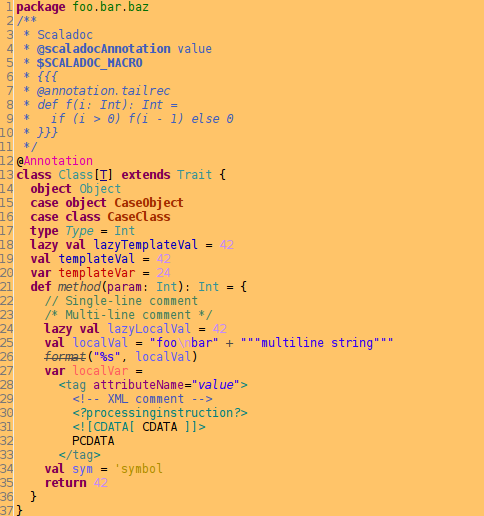 1 package foo.bar.baz
2 /**
3  * Scaladoc
4  * @scaladocAnnotation value
5  * $SCALADOC_MACRO
6  * {{{
7  * @annotation.tailrec
8  * def f(i: Int): Int =
9  *   if (i > 0) f(i - 1) else 0
10  * }}}
11  */
12 @Annotation
13 class Class[T] extends Trait {
14   object Object
15   case object CaseObject
16   case class CaseClass
17   type Type = Int
18   lazy val lazyTemplateVal = 42
19   val templateVal = 42
20   var templateVar = 24
21   def method(param: Int): Int = {
22     // Single-line comment
23     /* Multi-line comment */
24     lazy val lazyLocalVal = 42
25     val localVal = "foo\nbar" + """multiline string"""
26     format("%s", localVal)
27     var localVar =
28       <tag attributeName="value">
29         <!-- XML comment -->
30         <?processinginstruction?>
31         <![CDATA[ CDATA ]]>
32         PCDATA
33       </tag>
34     val sym = 'symbol
35     return 42
36   }
37 }